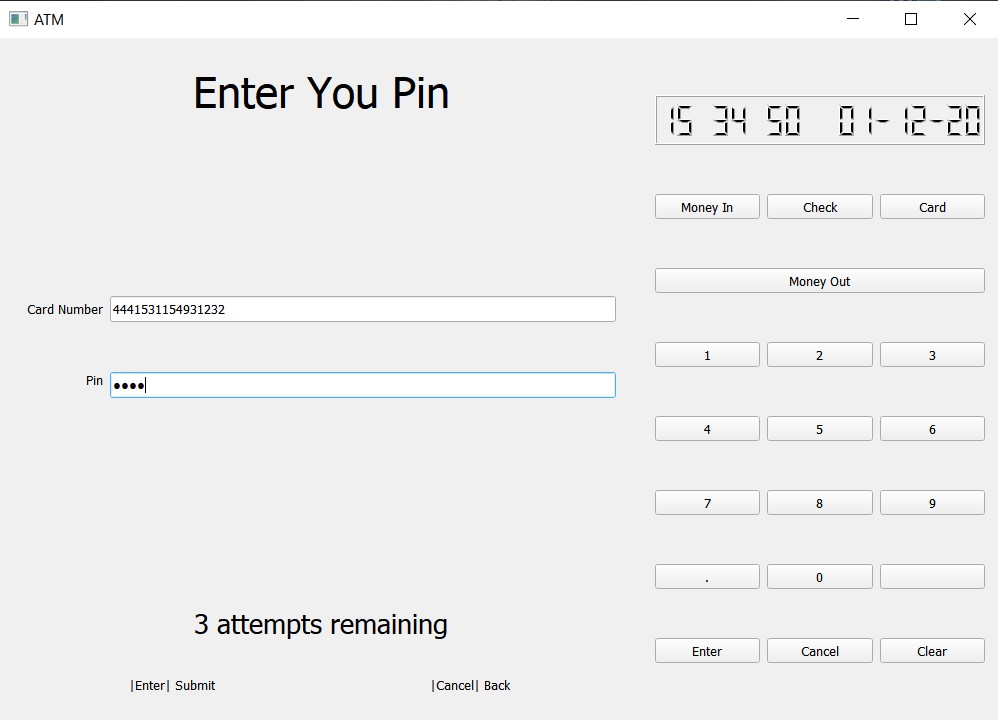 ATM
Enter You Pin
15 34 50 01-12-20
Money In Check Card
Money Out
Card Number 4441531154931232
Pin ••••
1 2 3
4 5 6
7 8 9
. 0
3 attempts remaining
Enter Cancel Clear
|Enter| Submit |Cancel| Back